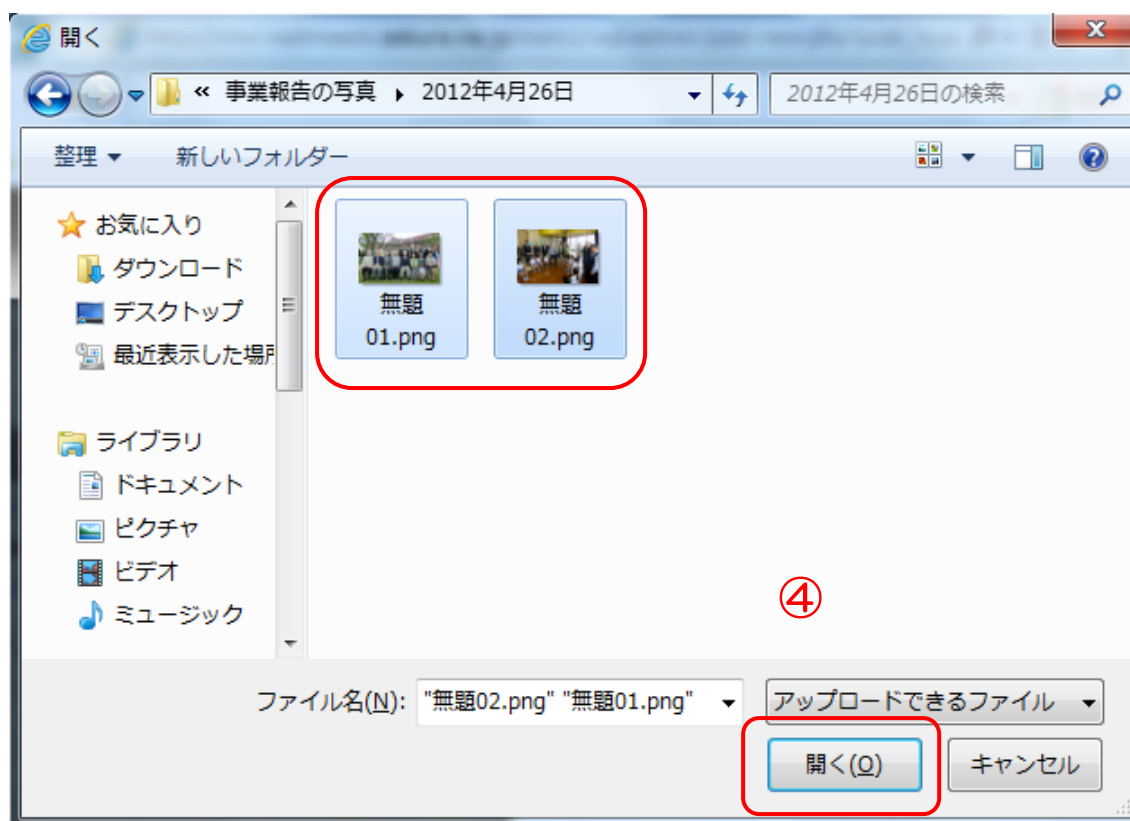 開く
x
« 事業報告の写真 ▶ 2012年4月26日
2012年4月26日の検索
整理 ▼ 新しいフォルダー
お気に入り
ダウンロード
デスクトップ
最近表示した場所
ライブラリ
ドキュメント
ピクチャ
ビデオ
ミュージック
無題
01.png
無題
02.png
④
ファイル名(N): "無題02.png" "無題01.png"
アップロードできるファイル
開く(O)
キャンセル